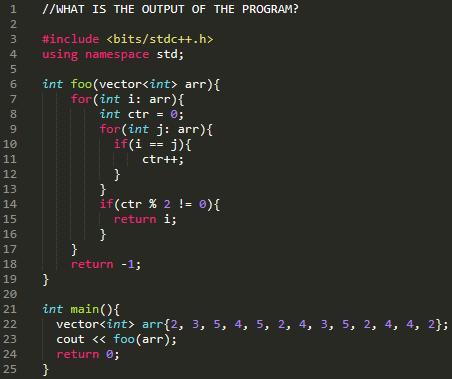 1 //WHAT IS THE OUTPUT OF THE PROGRAM?
2
3 #include <bits/stdc++.h>
4 using namespace std;
5
6 int foo(vector<int> arr){
7     for(int i: arr){
8         int ctr = 0;
9         for(int j: arr){
10           if(i == j){
11               ctr++;
12           }
13         }
14         if(ctr % 2 != 0){
15           return i;
16         }
17     }
18     return -1;
19 }
20
21 int main(){
22   vector<int> arr{2, 3, 5, 4, 5, 2, 4, 3, 5, 2, 4, 4, 2};
23   cout << foo(arr);
24   return 0;
25 }